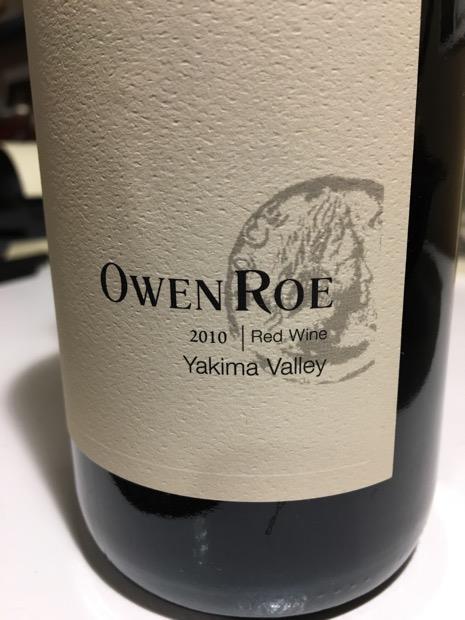 OWEN ROE
2010 | Red Wine
Yakima Valley